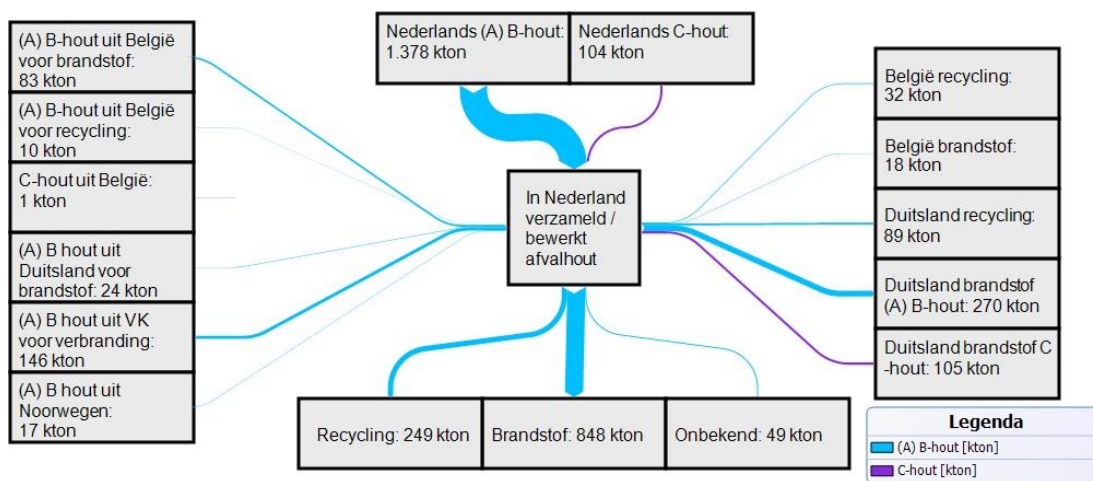 (A) B-hout uit België
voor brandstof:
83 kton
(A) B-hout uit België
voor recycling:
10 kton
C-hout uit België:
1 kton
(A) B hout uit
Duitsland voor
brandstof: 24 kton
(A) B hout uit VK
voor verbranding:
146 kton
(A) B hout uit
Noorwegen:
17 kton
Nederlands (A) B-hout:
1.378 kton
Nederlands C-hout:
104 kton
In Nederland
verzameld /
bewerkt
afvalhout
Recycling: 249 kton
Brandstof: 848 kton
Onbekend: 49 kton
België recycling:
32 kton
België brandstof:
18 kton
Duitsland recycling:
89 kton
Duitsland brandstof
(A) B-hout: 270 kton
Duitsland brandstof C
-hout: 105 kton
Legenda
(A) B-hout [kton]
C-hout [kton]